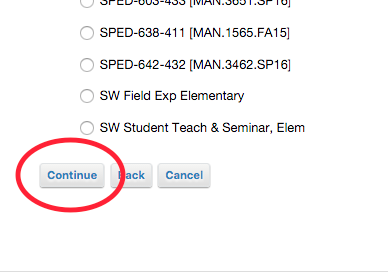 SPED-603-433 [MAN.3651.SP16]
SPED-638-411 [MAN.1565.FA15]
SPED-642-432 [MAN.3462.SP16]
SW Field Exp Elementary
SW Student Teach & Seminar, Elem
Continue Back Cancel